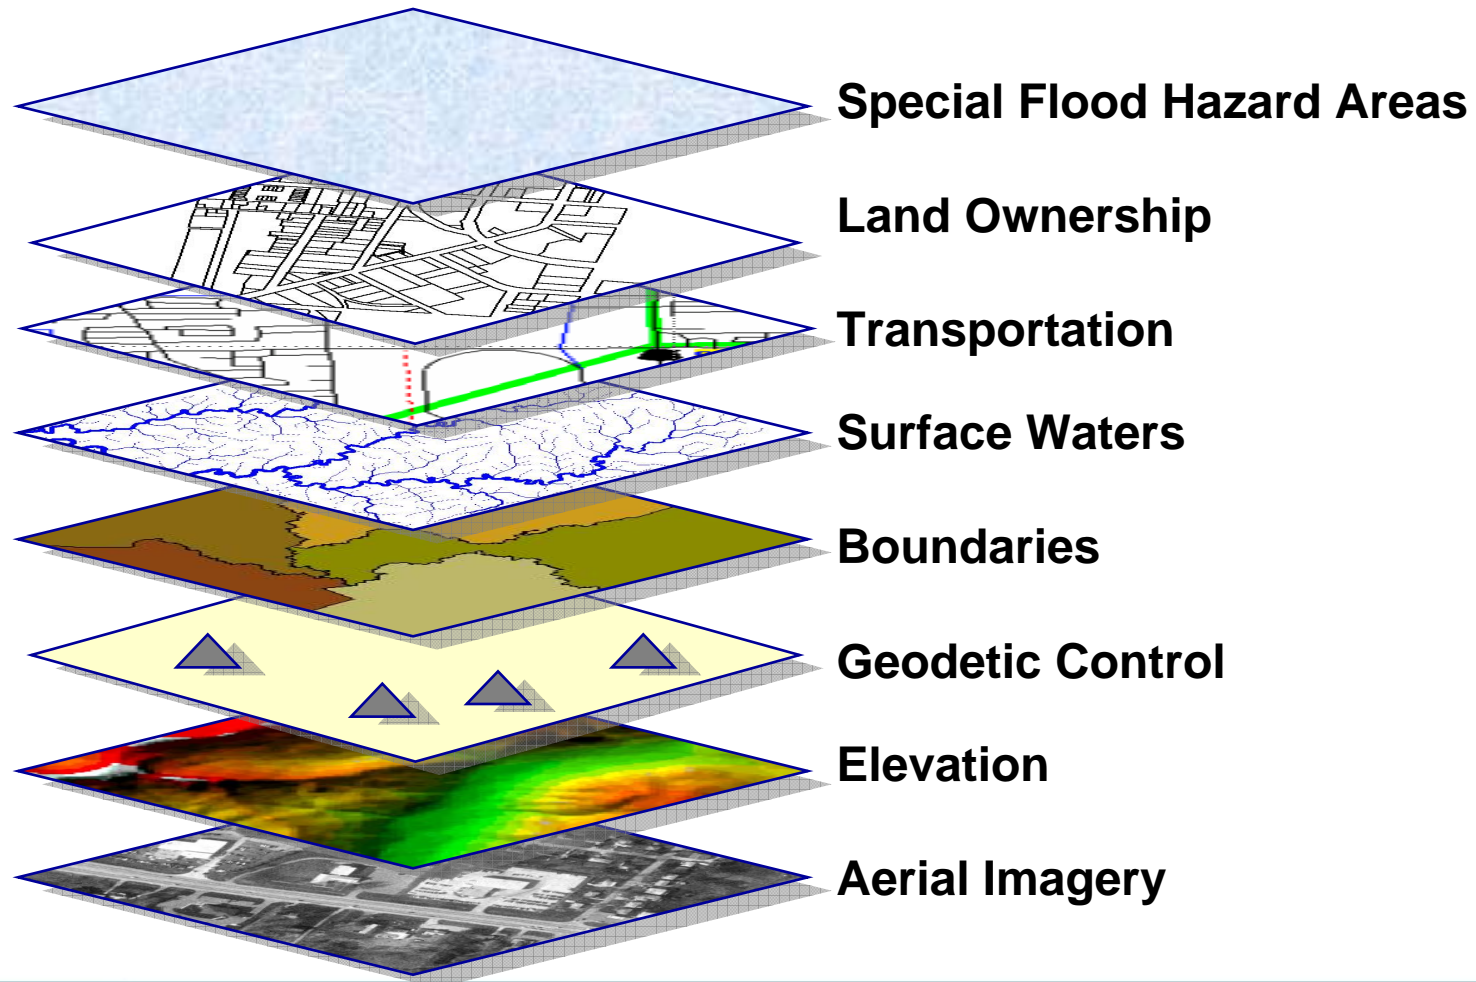 Special Flood Hazard Areas
Land Ownership
Transportation
Surface Waters
Boundaries
Geodetic Control
Elevation
Aerial Imagery